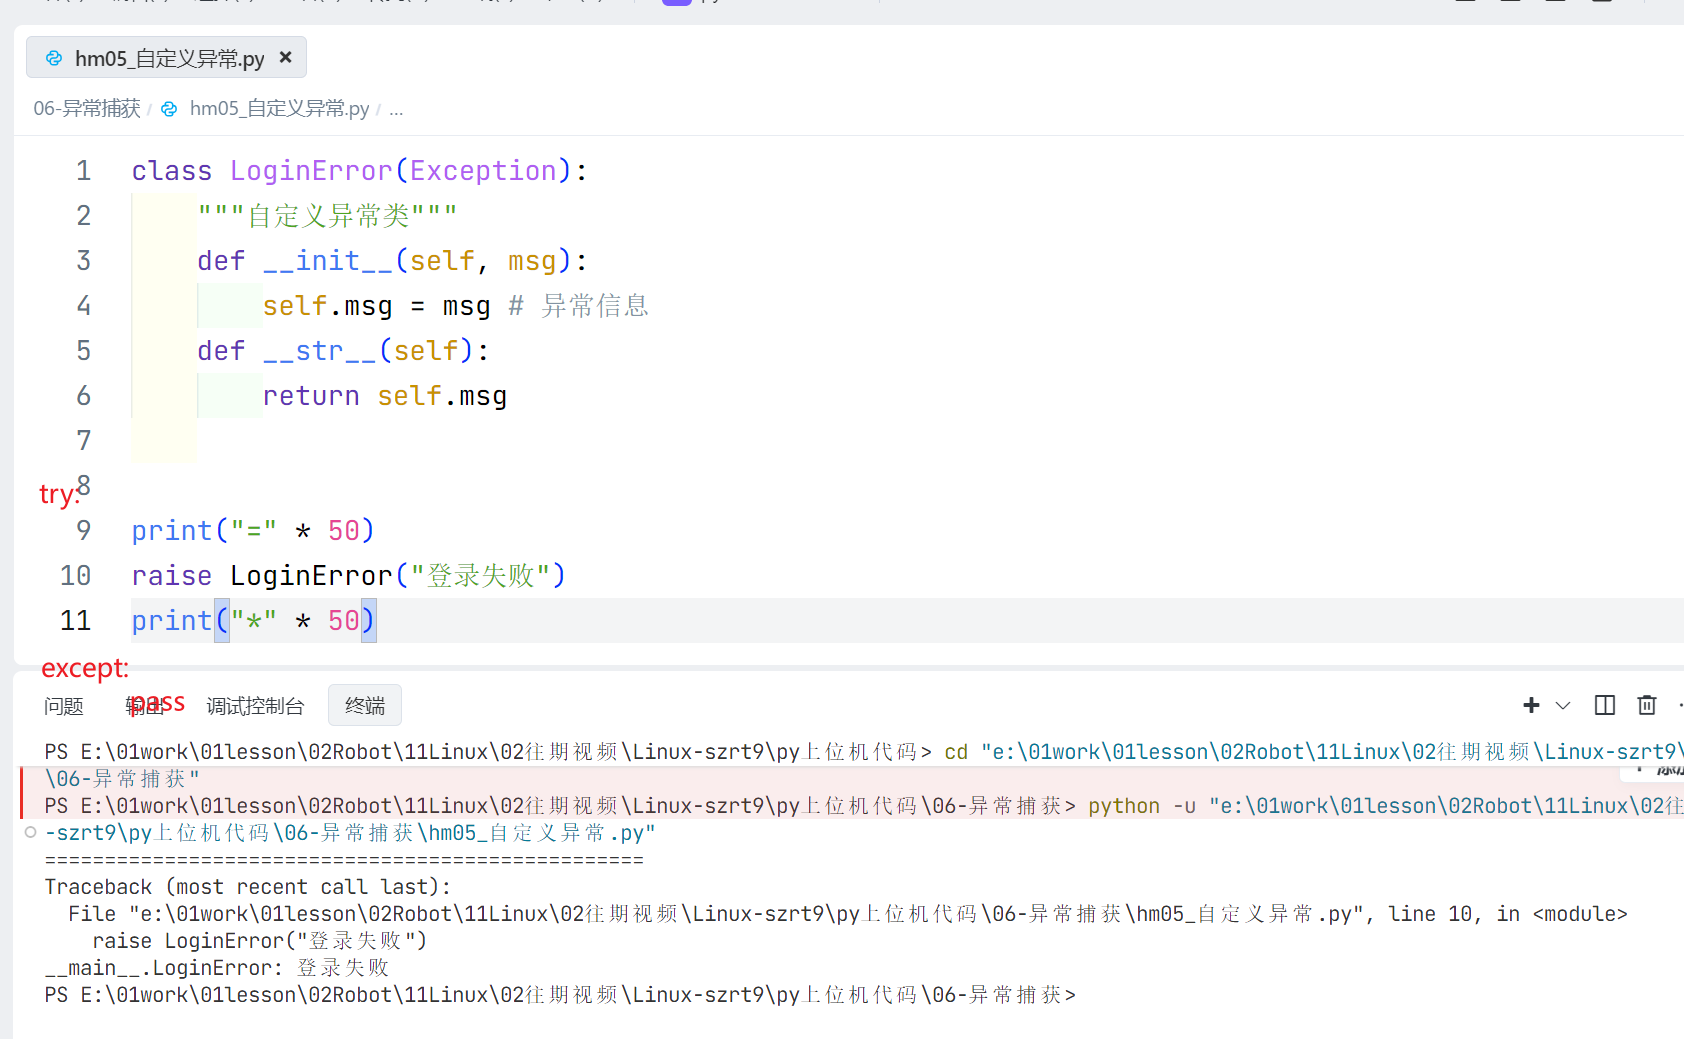 hm05_自定义异常.py ×
06-异常捕获 / hm05_自定义异常.py / ...
1 class LoginError(Exception):
2 """自定义异常类"""
3 def __init__(self, msg):
4 self.msg = msg # 异常信息
5 def __str__(self):
6 return self.msg
7
8
try:
9 print("=" * 50)
10 raise LoginError("登录失败")
11 print("*" * 50)
except:
pass
问题 输出 调试控制台 终端
PS E:\01work\01lesson\02Robot\11Linux\02往期视频\Linux-szrt9\py上位机代码> cd "e:\01work\01lesson\02Robot\11Linux\02往期视频\Linux-szrt9\
\06-异常捕获"
PS E:\01work\01lesson\02Robot\11Linux\02往期视频\Linux-szrt9\py上位机代码\06-异常捕获> python -u "e:\01work\01lesson\02Robot\11Linux\02往
-szrt9\py上位机代码\06-异常捕获\hm05_自定义异常.py"
==================================================
Traceback (most recent call last):
File "e:\01work\01lesson\02Robot\11Linux\02往期视频\Linux-szrt9\py上位机代码\06-异常捕获\hm05_自定义异常.py", line 10, in <module>
raise LoginError("登录失败")
__main__.LoginError: 登录失败
PS E:\01work\01lesson\02Robot\11Linux\02往期视频\Linux-szrt9\py上位机代码\06-异常捕获>